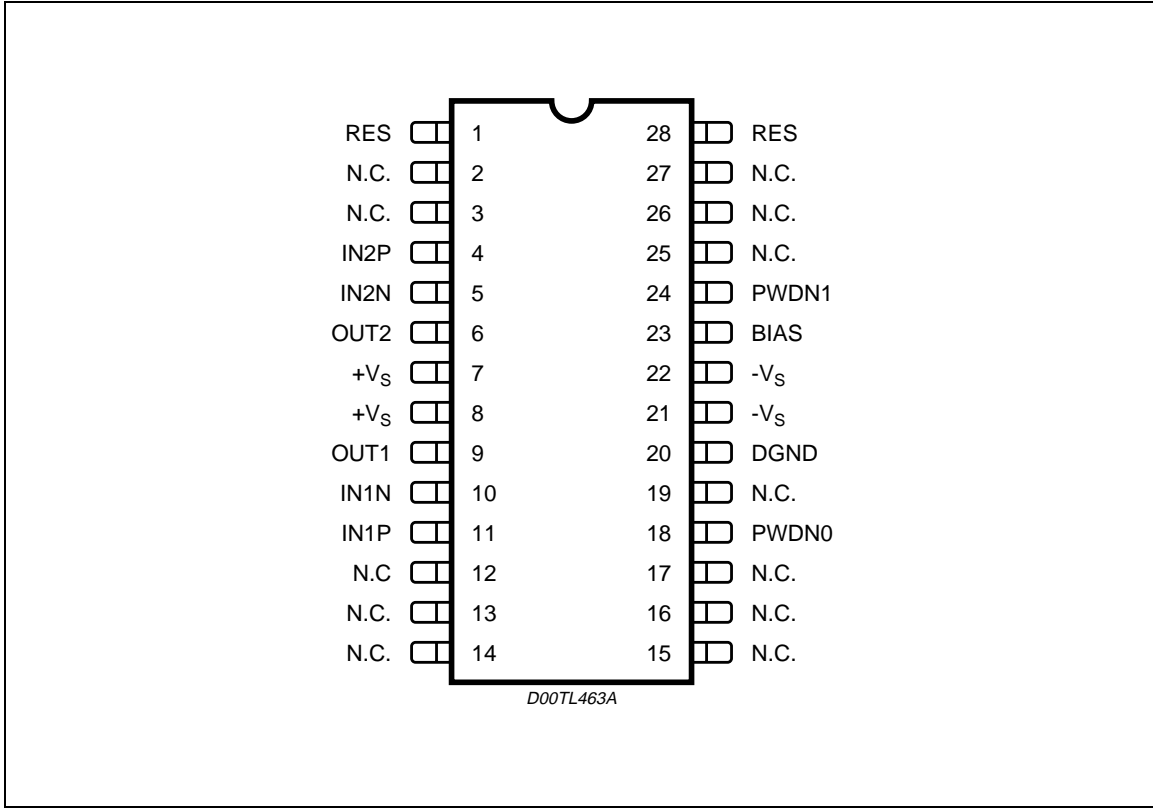 RES 1 28 RES
N.C. 2 27 N.C.
N.C. 3 26 N.C.
IN2P 4 25 N.C.
IN2N 5 24 PWDN1
OUT2 6 23 BIAS
+VS 7 22 -VS
+VS 8 21 -VS
OUT1 9 20 DGND
IN1N 10 19 N.C.
IN1P 11 18 PWDN0
N.C 12 17 N.C.
N.C. 13 16 N.C.
N.C. 14 15 N.C.
D00TL463A